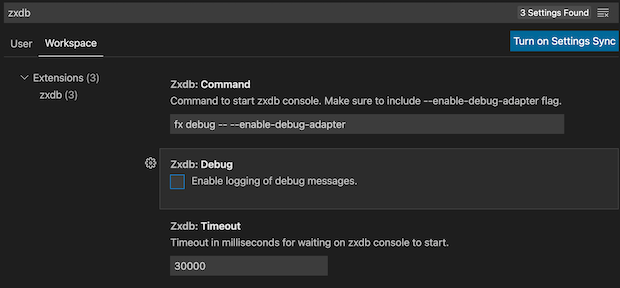 zxdb
3 Settings Found
User
Workspace
Turn on Settings Sync
Extensions (3)
zxdb (3)
Zxdb: Command
Command to start zxdb console. Make sure to include --enable-debug-adapter flag.
fx debug -- --enable-debug-adapter
Zxdb: Debug
Enable logging of debug messages.
Zxdb: Timeout
Timeout in milliseconds for waiting on zxdb console to start.
30000